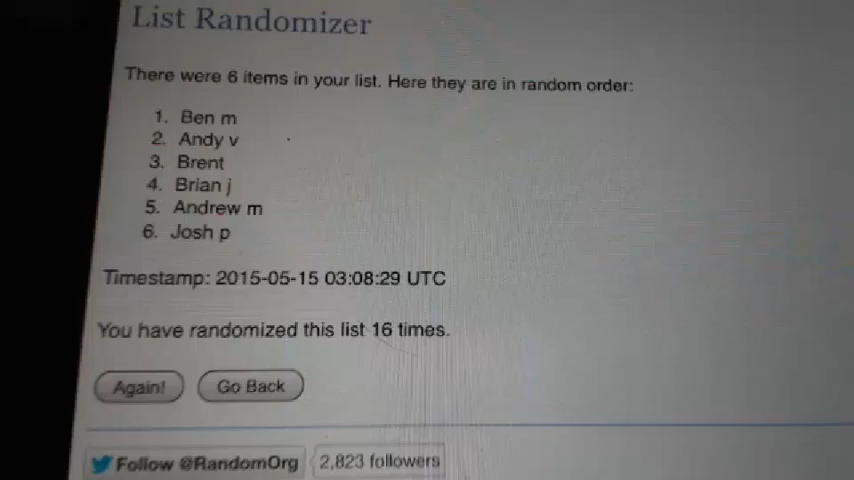 List Randomizer
There were 6 items in your list. Here they are in random order:
1. Ben m
2. Andy v
3. Brent
4. Brian j
5. Andrew m
6. Josh p
Timestamp: 2015-05-15 03:08:29 UTC
You have randomized this list 16 times.
Again! Go Back
Follow @RandomOrg 2,823 followers